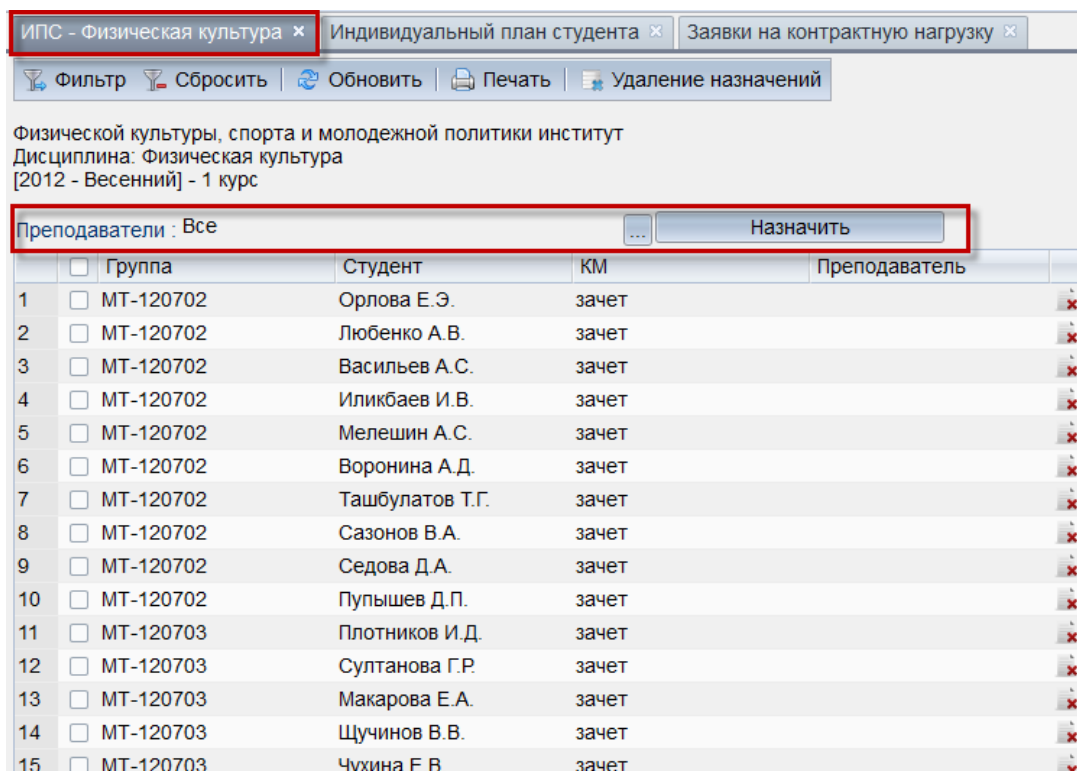 ИПС - Физическая культура × Индивидуальный план студента × Заявки на контрактную нагрузку ×
Фильтр Сбросить Обновить Печать Удаление назначений
Физической культуры, спорта и молодежной политики институт
Дисциплина: Физическая культура
[2012 - Весенний] - 1 курс
Преподаватели : Все ... Назначить
Группа Студент КМ Преподаватель
1 МТ-120702 Орлова Е.Э. зачет
2 МТ-120702 Любенко А.В. зачет
3 МТ-120702 Васильев А.С. зачет
4 МТ-120702 Иликбаев И.В. зачет
5 МТ-120702 Мелешин А.С. зачет
6 МТ-120702 Воронина А.Д. зачет
7 МТ-120702 Ташбулатов Т.Г. зачет
8 МТ-120702 Сазонов В.А. зачет
9 МТ-120702 Седова Д.А. зачет
10 МТ-120702 Пупышев Д.П. зачет
11 МТ-120703 Плотников И.Д. зачет
12 МТ-120703 Султанова Г.Р. зачет
13 МТ-120703 Макарова Е.А. зачет
14 МТ-120703 Щучинов В.В. зачет
15 МТ-120703 Чухина Е.В. зачет